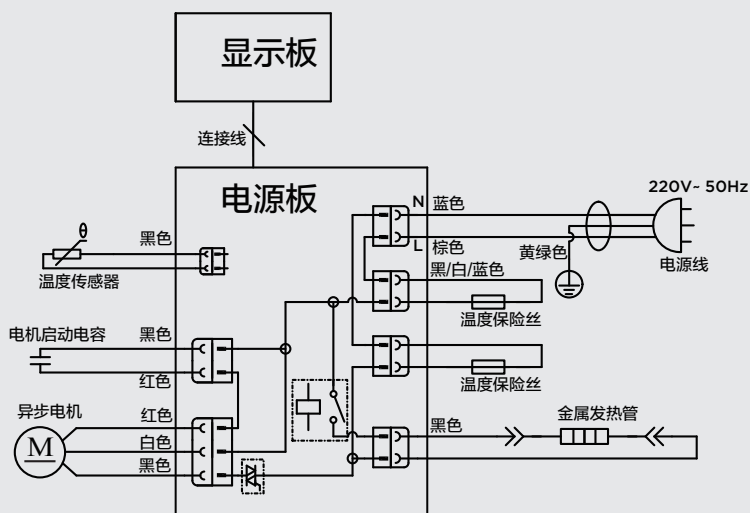 显示板
连接线
电源板
220V~ 50Hz
N 蓝色
L 棕色
黄绿色
电源线
θ
黑色
温度传感器
黑/白/蓝色
温度保险丝
电机启动电容
黑色
红色
温度保险丝
异步电机
红色
白色
黑色
M
黑色
金属发热管